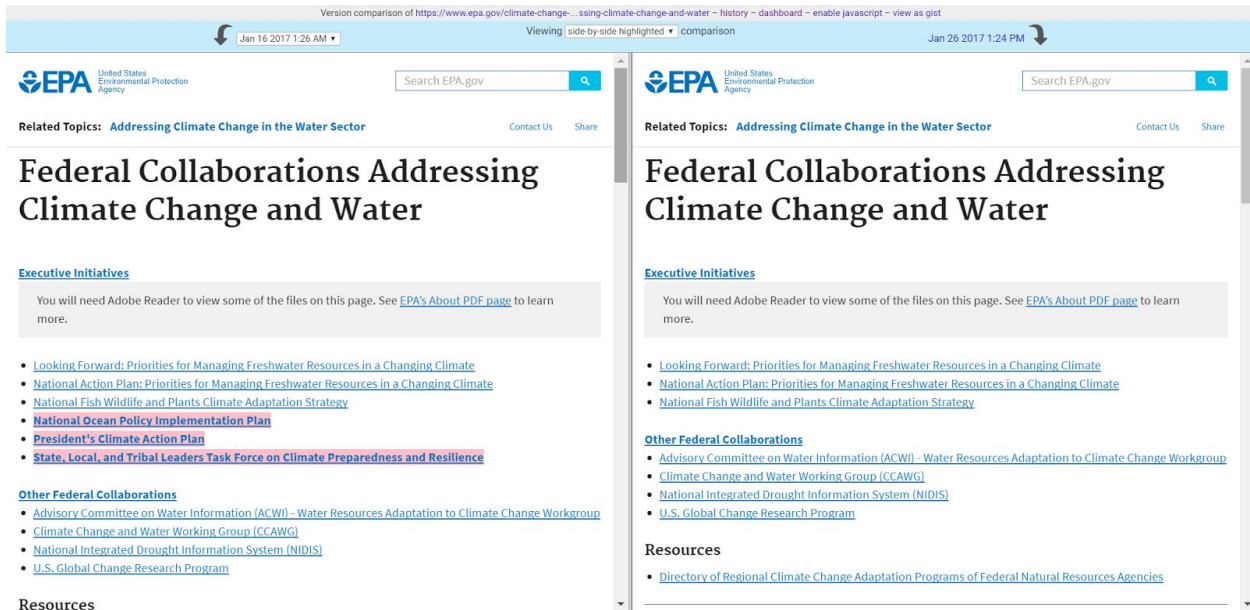 Version comparison of https://www.epa.gov/climate-change-...ssing-climate-change-and-water – history – dashboard – enable javascript – view as gist
Jan 16 2017 1:26 AM
Viewing side-by-side highlighted comparison
Jan 26 2017 1:24 PM
EPA United States Environmental Protection Agency
Search EPA.gov
Related Topics: Addressing Climate Change in the Water Sector
Contact Us Share
Federal Collaborations Addressing
Climate Change and Water
Executive Initiatives
You will need Adobe Reader to view some of the files on this page. See EPA's About PDF page to learn
more.
Looking Forward: Priorities for Managing Freshwater Resources in a Changing Climate
National Action Plan: Priorities for Managing Freshwater Resources in a Changing Climate
National Fish Wildlife and Plants Climate Adaptation Strategy
National Ocean Policy Implementation Plan
President's Climate Action Plan
State, Local, and Tribal Leaders Task Force on Climate Preparedness and Resilience
Other Federal Collaborations
Advisory Committee on Water Information (ACWI) - Water Resources Adaptation to Climate Change Workgroup
Climate Change and Water Working Group (CCAWG)
National Integrated Drought Information System (NIDIS)
U.S. Global Change Research Program
Resources
EPA United States Environmental Protection Agency
Search EPA.gov
Related Topics: Addressing Climate Change in the Water Sector
Contact Us Share
Federal Collaborations Addressing
Climate Change and Water
Executive Initiatives
You will need Adobe Reader to view some of the files on this page. See EPA's About PDF page to learn
more.
Looking Forward: Priorities for Managing Freshwater Resources in a Changing Climate
National Action Plan: Priorities for Managing Freshwater Resources in a Changing Climate
National Fish Wildlife and Plants Climate Adaptation Strategy
Other Federal Collaborations
Advisory Committee on Water Information (ACWI) - Water Resources Adaptation to Climate Change Workgroup
Climate Change and Water Working Group (CCAWG)
National Integrated Drought Information System (NIDIS)
U.S. Global Change Research Program
Resources
Directory of Regional Climate Change Adaptation Programs of Federal Natural Resources Agencies